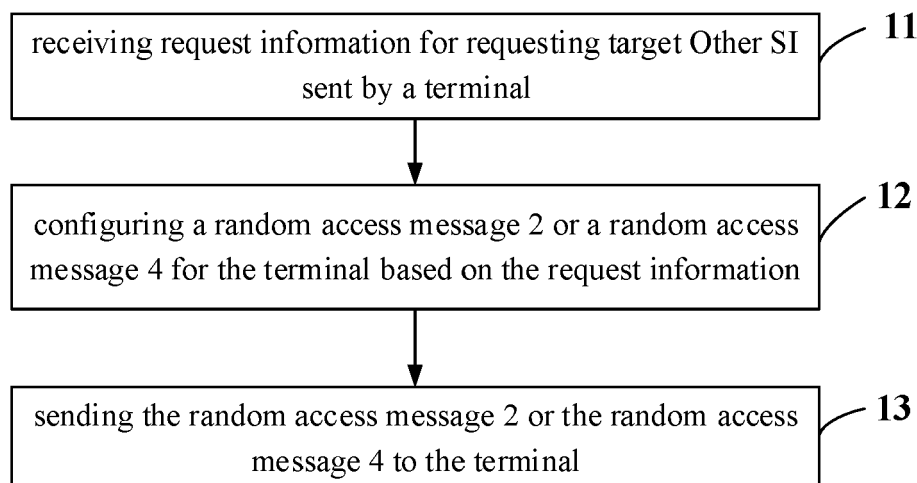 receiving request information for requesting target Other SI
sent by a terminal
11
configuring a random access message 2 or a random access
message 4 for the terminal based on the request information
12
sending the random access message 2 or the random access
message 4 to the terminal
13